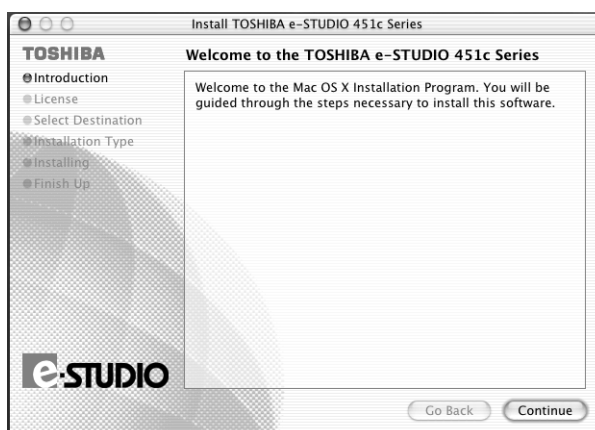 Install TOSHIBA e-STUDIO 451c Series
TOSHIBA
Introduction
License
Select Destination
Installation Type
Installing
Finish Up
Welcome to the TOSHIBA e-STUDIO 451c Series
Welcome to the Mac OS X Installation Program. You will be
guided through the steps necessary to install this software.
e-STUDIO
Go Back
Continue